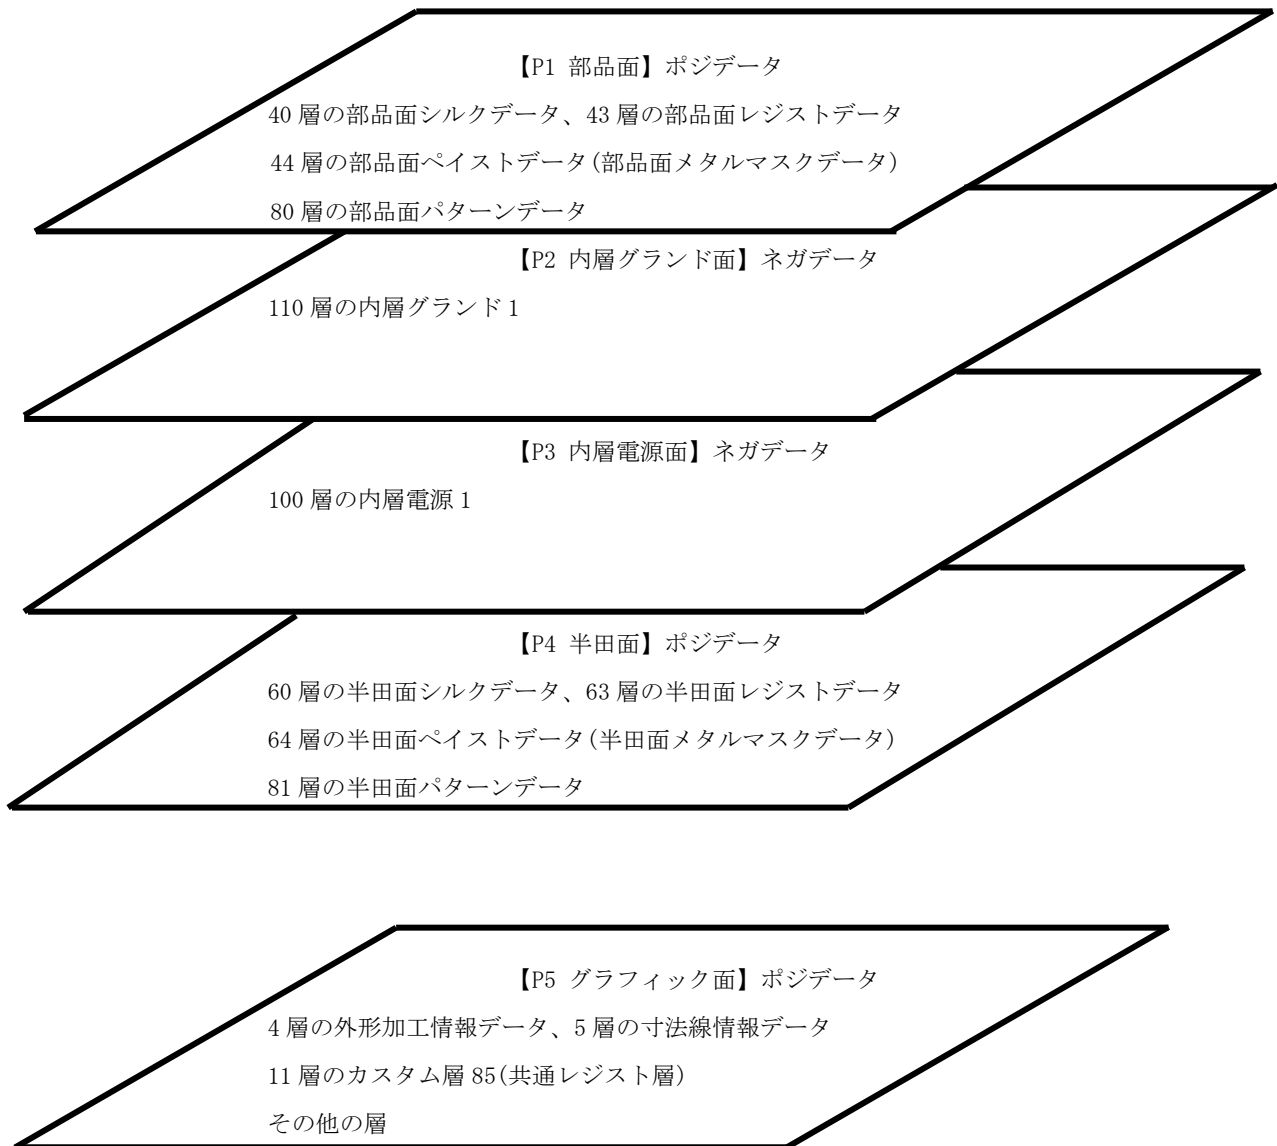 【P1 部品面】ポジデータ
40 層の部品面シルクデータ、43 層の部品面レジストデータ
44 層の部品面ペイストデータ(部品面メタルマスクデータ)
80 層の部品面パターンデータ
【P2 内層グランド面】ネガデータ
110 層の内層グランド 1
【P3 内層電源面】ネガデータ
100 層の内層電源 1
【P4 半田面】ポジデータ
60 層の半田面シルクデータ、63 層の半田面レジストデータ
64 層の半田面ペイストデータ(半田面メタルマスクデータ)
81 層の半田面パターンデータ
【P5 グラフィック面】ポジデータ
4 層の外形加工情報データ、5 層の寸法線情報データ
11 層のカスタム層 85(共通レジスト層)
その他の層